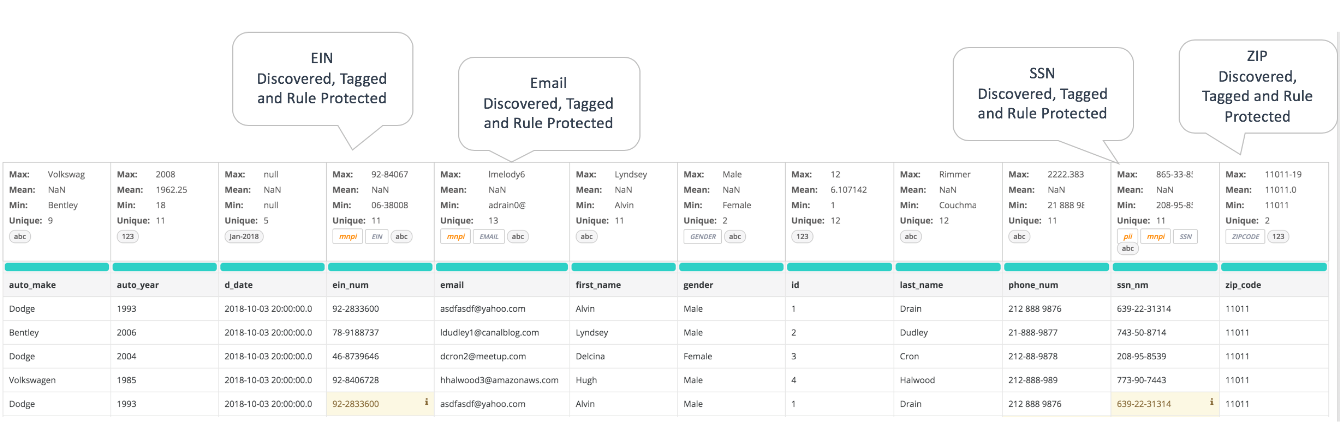 EIN
Discovered, Tagged
and Rule Protected
Email
Discovered, Tagged
and Rule Protected
SSN
Discovered, Tagged
and Rule Protected
ZIP
Discovered,
Tagged and Rule
Protected
Max: Volkswag Max: 2008 Max: null Max: 92-84067 Max: lmelody6 Max: Lyndsey Max: Male Max: 12 Max: Rimmer Max: 2222.383 Max: 865-33-8 Max: 11011-19
Mean: NaN Mean: 1962.25 Mean: NaN Mean: NaN Mean: NaN Mean: NaN Mean: NaN Mean: 6.107142 Mean: NaN Mean: NaN Mean: NaN Mean: 11011.0
Min: Bentley Min: 18 Min: null Min: 06-38008 Min: adrain0@ Min: Alvin Min: Female Min: 1 Min: Couchma Min: 21 888 98 Min: 208-95-8 Min: 11011
Unique: 9 Unique: 11 Unique: 5 Unique: 11 Unique: 13 Unique: 11 Unique: 2 Unique: 12 Unique: 12 Unique: 11 Unique: 11 Unique: 2
abc 123 Jan-2018 mnpi EIN abc mnpi EMAIL abc abc GENDER abc 123 abc abc pii mnpi SSN ZIPCODE 123
abc
auto_make auto_year d_date ein_num email first_name gender id last_name phone_num ssn_nm zip_code
Dodge 1993 2018-10-03 20:00:00.0 92-2833600 asdfasdf@yahoo.com Alvin Male 1 Drain 212 888 9876 639-22-31314 11011
Bentley 2006 2018-10-03 20:00:00.0 78-9188737 ldudley1@canalblog.com Lyndsey Male 2 Dudley 21-888-9877 743-50-8714 11011
Dodge 2004 2018-10-03 20:00:00.0 46-8739646 dcron2@meetup.com Delcina Female 3 Cron 212-88-9878 208-95-8539 11011
Volkswagen 1985 2018-10-03 20:00:00.0 92-8406728 hhalwood3@amazonaws.com Hugh Male 4 Halwood 212-888-989 773-90-7443 11011
Dodge 1993 2018-10-03 20:00:00.0 92-2833600 i asdfasdf@yahoo.com Alvin Male 1 Drain 212 888 9876 639-22-31314 i 11011